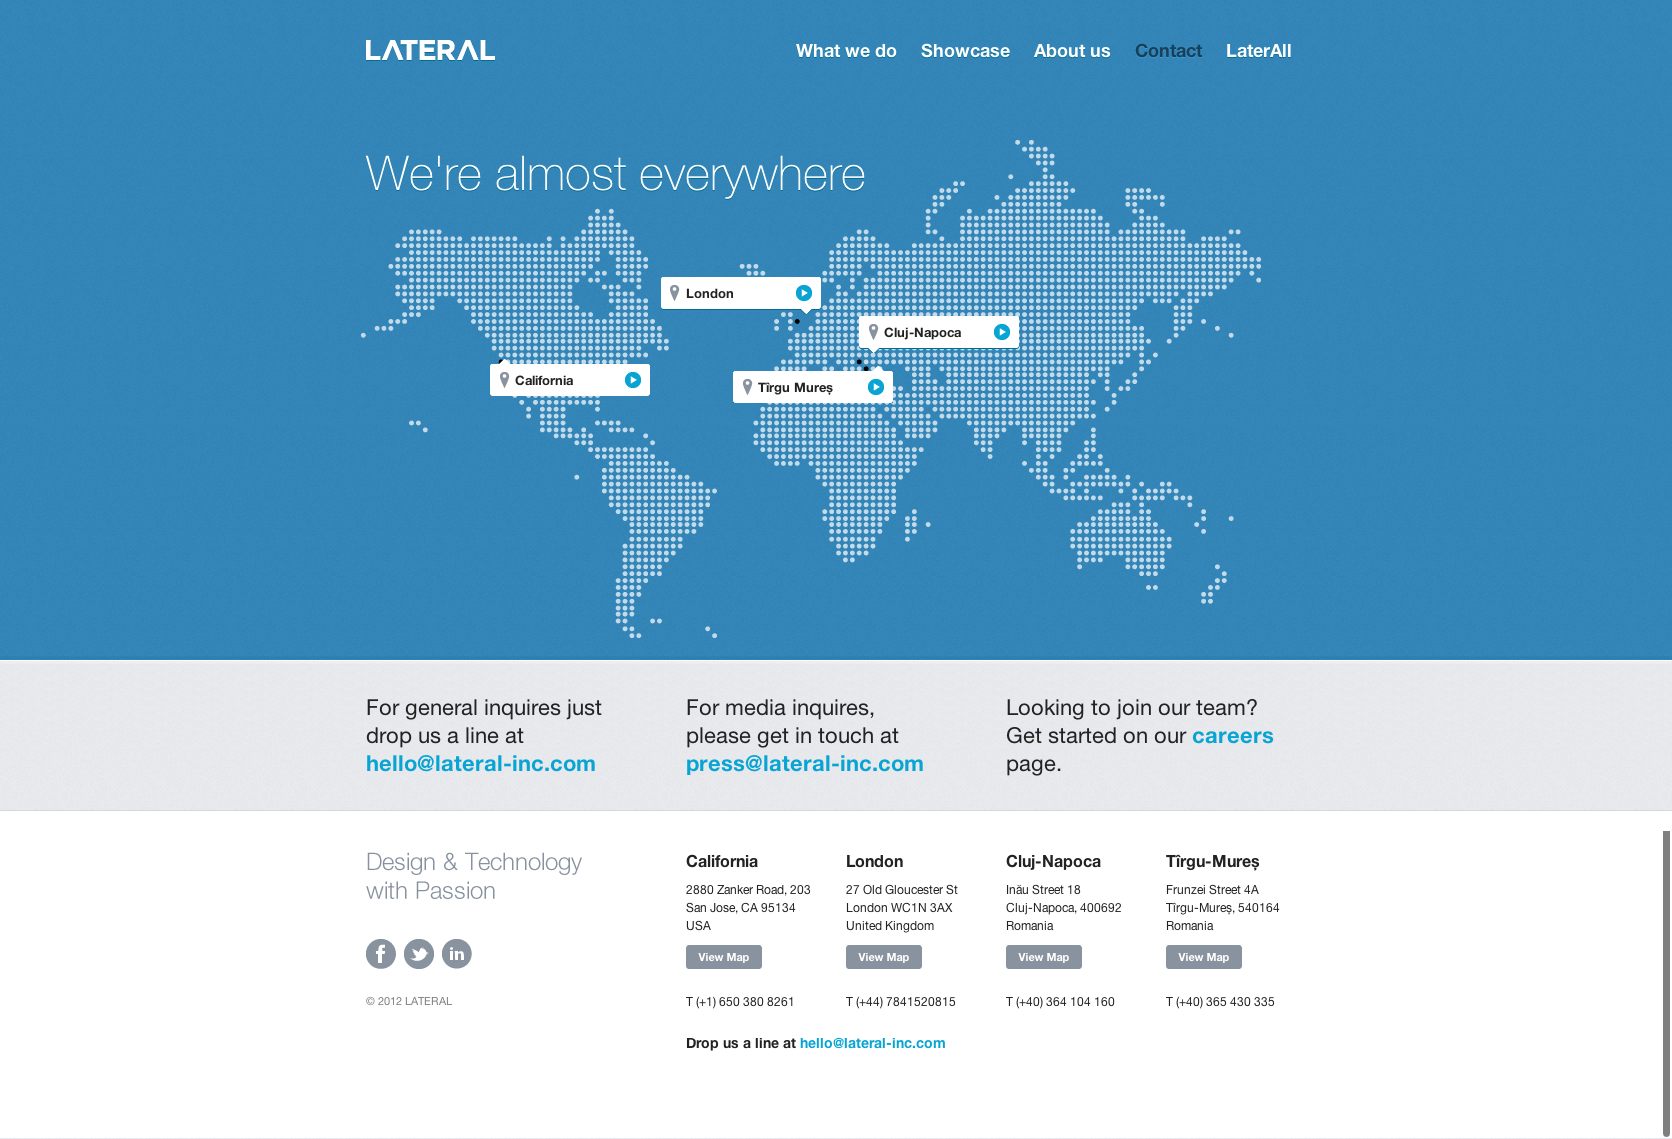 LATERAL
What we do Showcase About us Contact LaterAll
We're almost everywhere
London
Cluj-Napoca
California
Tîrgu Mureș
For general inquires just
drop us a line at
hello@lateral-inc.com
For media inquires,
please get in touch at
press@lateral-inc.com
Looking to join our team?
Get started on our careers
page.
Design & Technology
with Passion
© 2012 LATERAL
California
2880 Zanker Road, 203
San Jose, CA 95134
USA
View Map
T (+1) 650 380 8261
London
27 Old Gloucester St
London WC1N 3AX
United Kingdom
View Map
T (+44) 7841520815
Cluj-Napoca
Inău Street 18
Cluj-Napoca, 400692
Romania
View Map
T (+40) 364 104 160
Tîrgu-Mureș
Frunzei Street 4A
Tîrgu-Mureș, 540164
Romania
View Map
T (+40) 365 430 335
Drop us a line at hello@lateral-inc.com